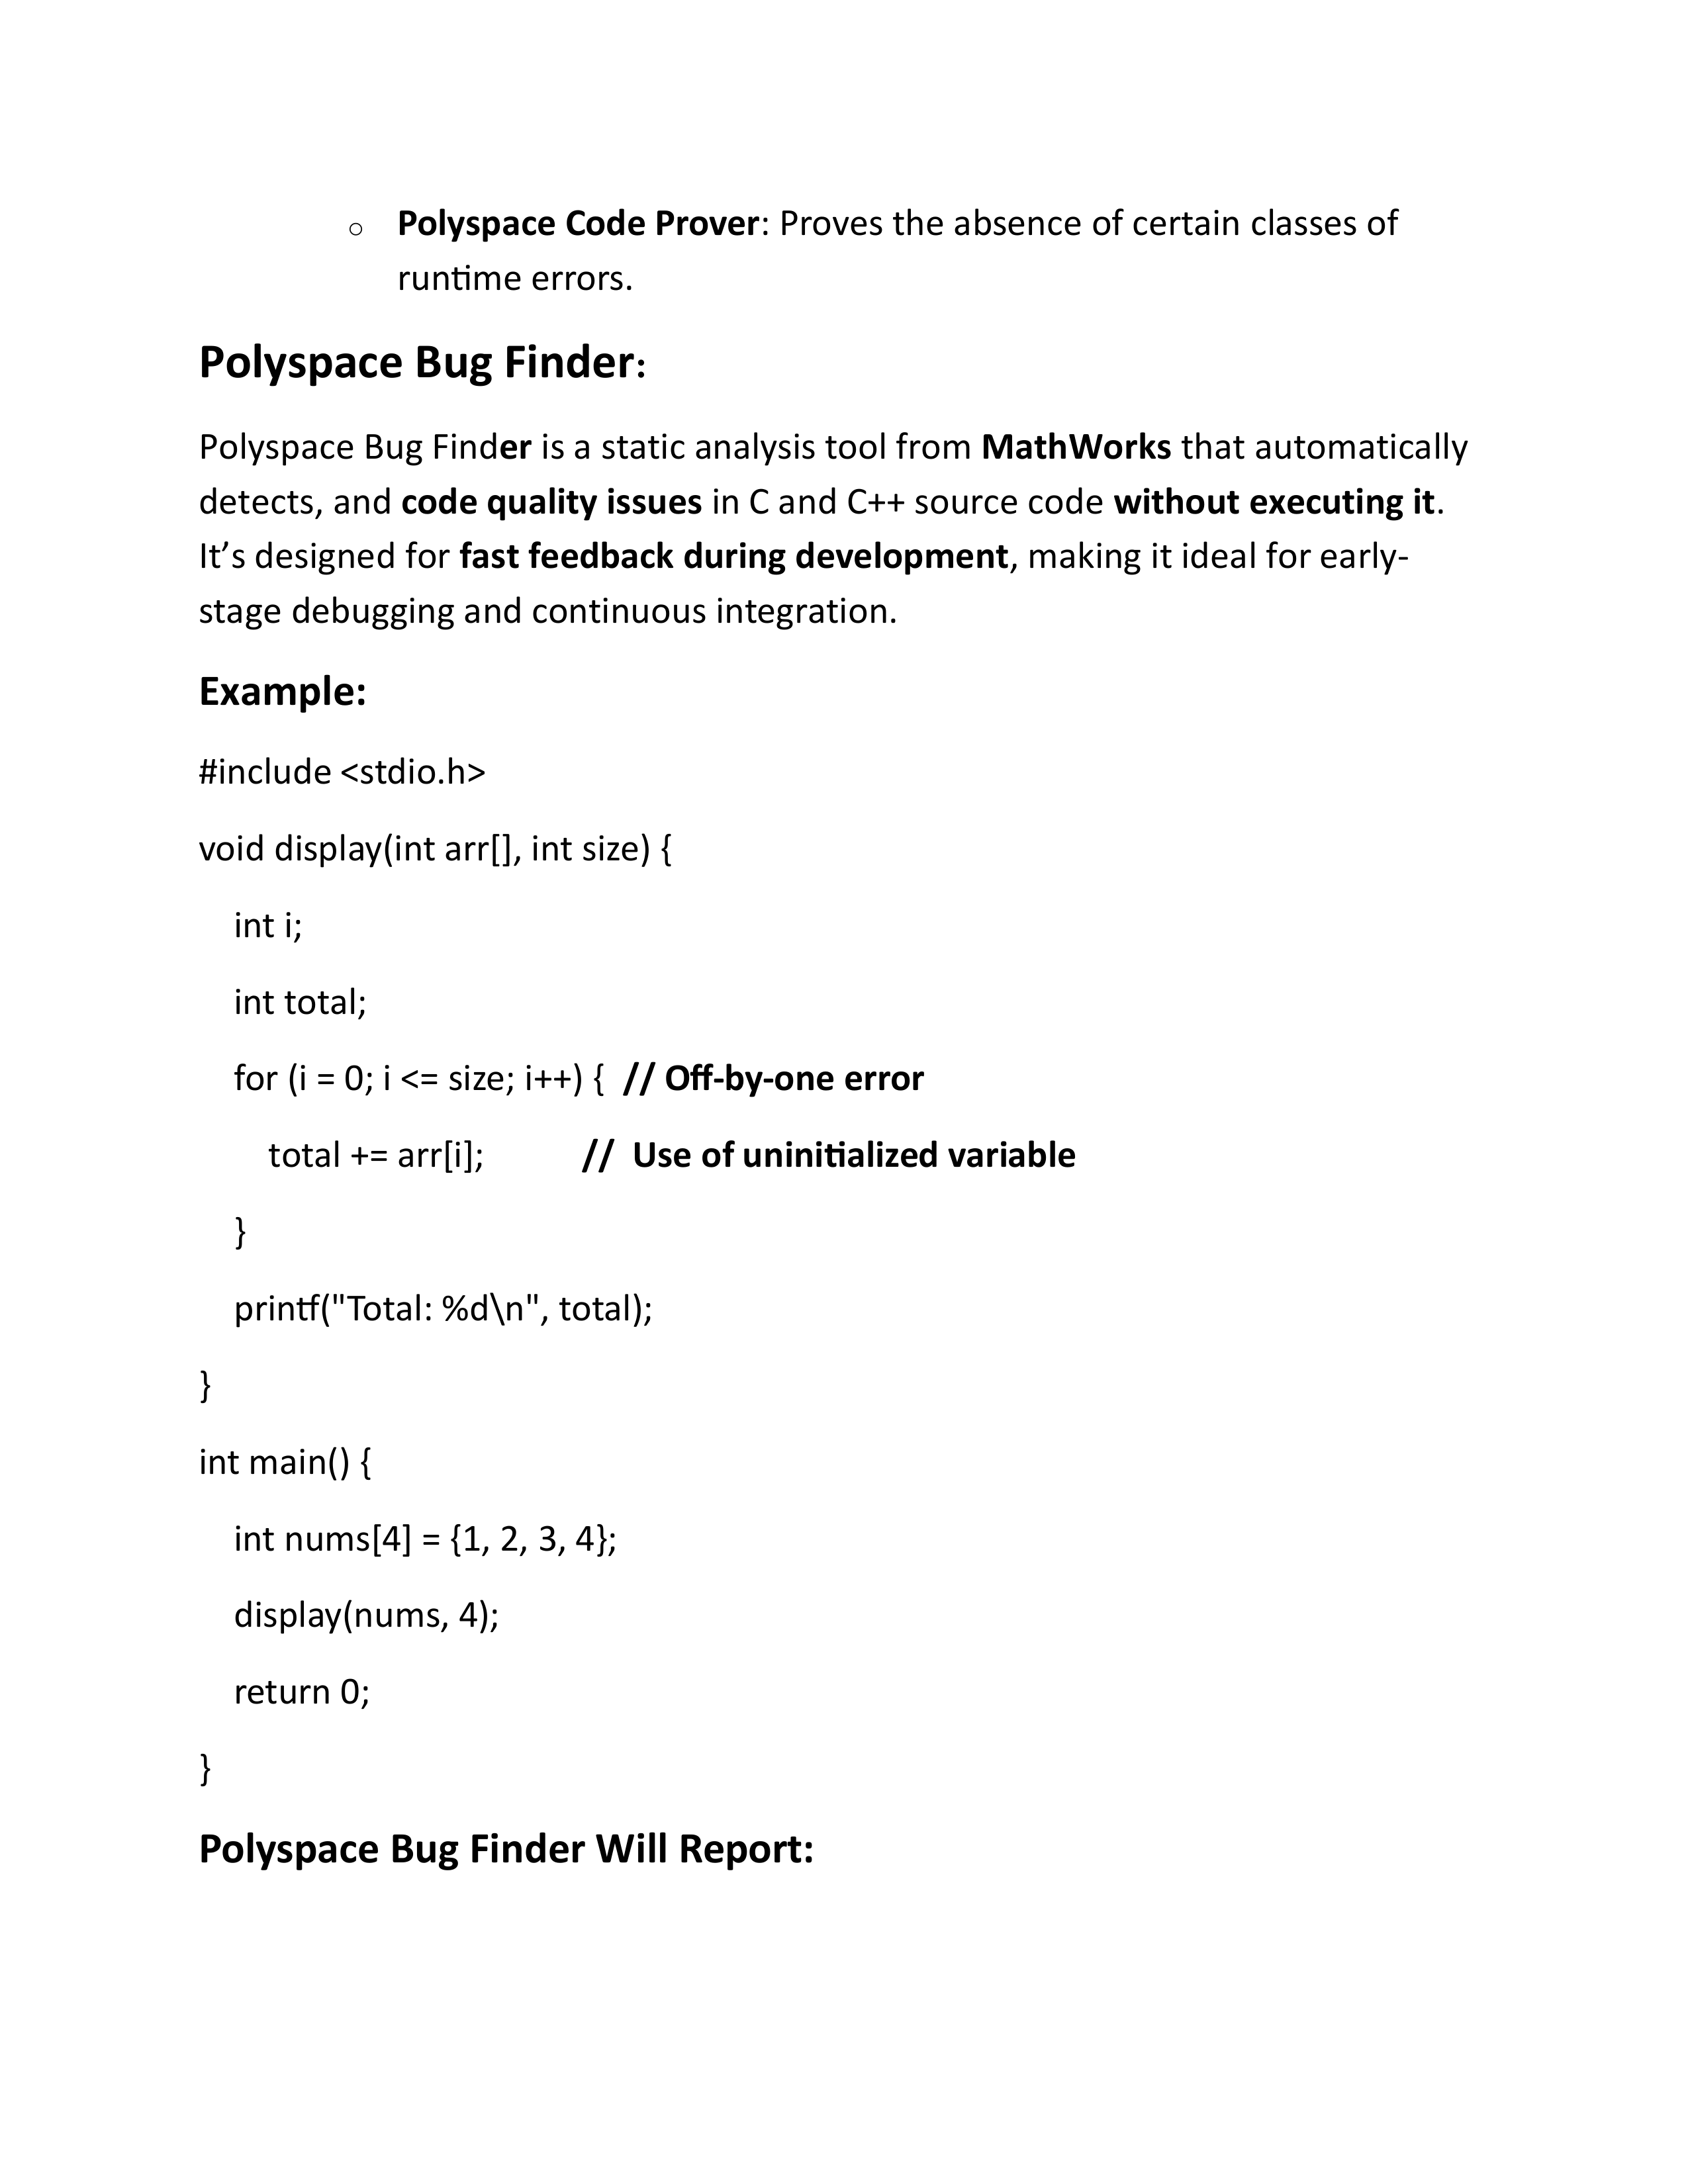 ○ Polyspace Code Prover: Proves the absence of certain classes of
runtime errors.
Polyspace Bug Finder:
Polyspace Bug Finder is a static analysis tool from MathWorks that automatically
detects, and code quality issues in C and C++ source code without executing it.
It’s designed for fast feedback during development, making it ideal for early-
stage debugging and continuous integration.
Example:
#include <stdio.h>
void display(int arr[], int size) {
int i;
int total;
for (i = 0; i <= size; i++) { // Off-by-one error
total += arr[i]; // Use of uninitialized variable
}
printf("Total: %d\n", total);
}
int main() {
int nums[4] = {1, 2, 3, 4};
display(nums, 4);
return 0;
}
Polyspace Bug Finder Will Report: